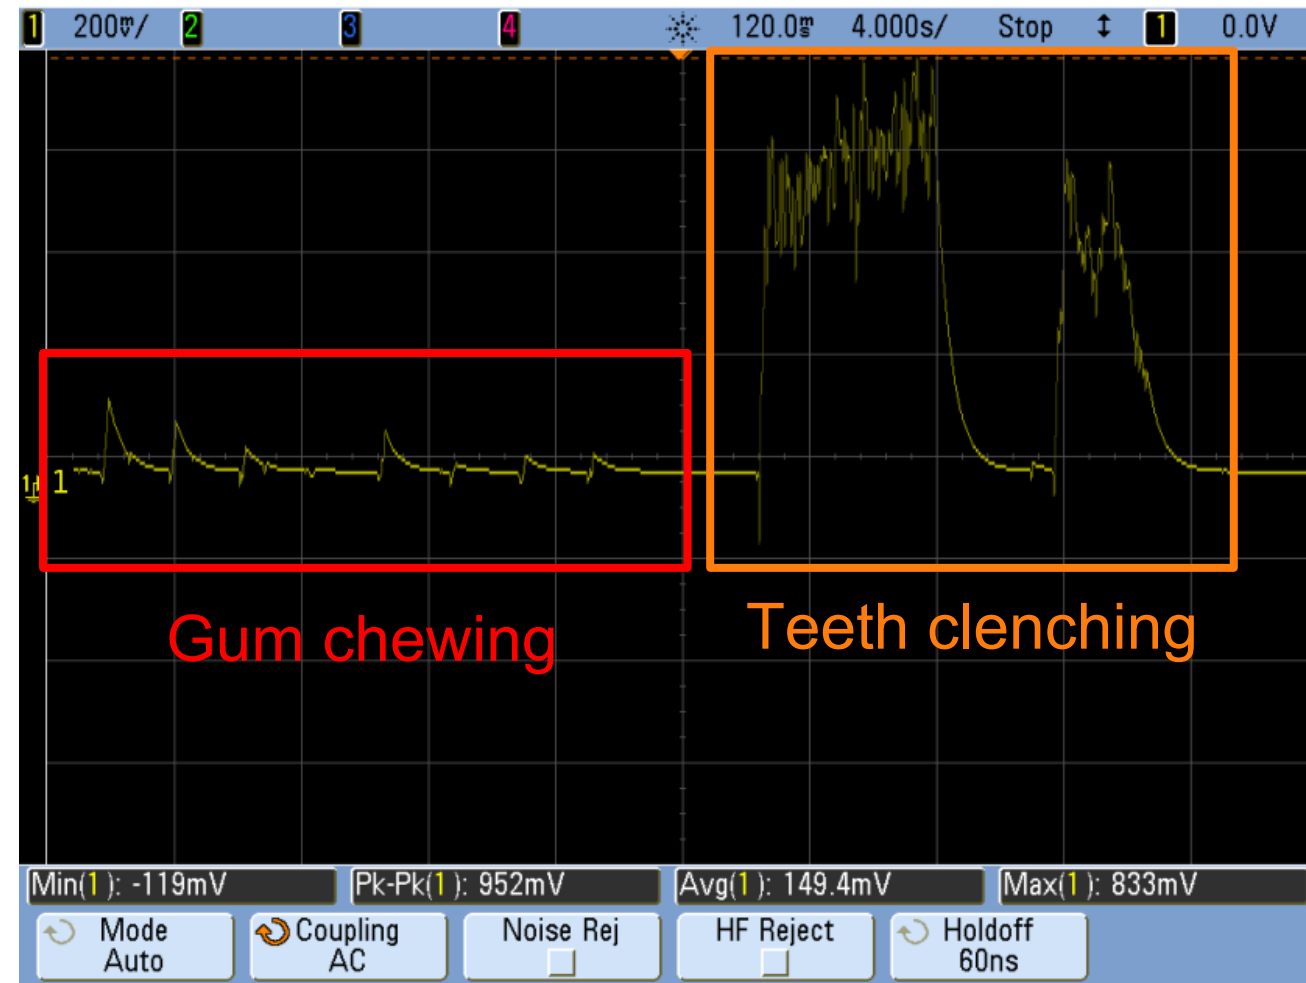 1 200mV/ 2 3 4 120.0ms 4.000s/ Stop 1 0.0V
1
Gum chewing
Teeth clenching
Min(1): -119mV Pk-Pk(1): 952mV Avg(1): 149.4mV Max(1): 833mV
Mode Coupling Noise Rej HF Reject Holdoff
Auto AC 60ns